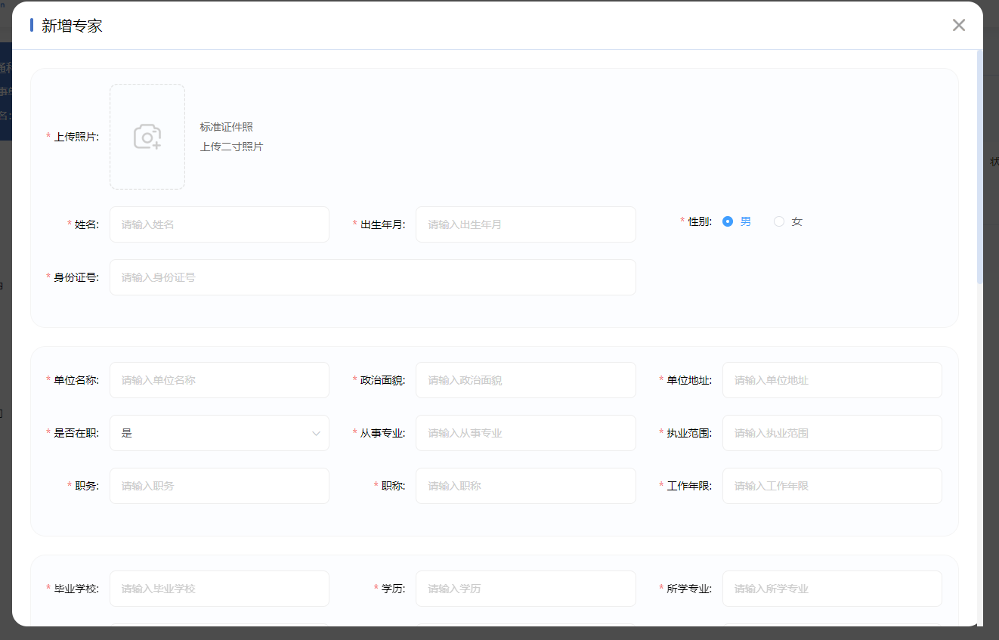 新增专家
* 上传照片:
标准证件照
上传二寸照片
* 姓名: 请输入姓名 * 出生年月: 请输入出生年月 * 性别: 男 女
* 身份证号: 请输入身份证号
* 单位名称: 请输入单位名称 * 政治面貌: 请输入政治面貌 * 单位地址: 请输入单位地址
* 是否在职: 是 * 从事专业: 请输入从事专业 * 执业范围: 请输入执业范围
* 职务: 请输入职务 * 职称: 请输入职称 * 工作年限: 请输入工作年限
* 毕业学校: 请输入毕业学校 * 学历: 请输入学历 * 所学专业: 请输入所学专业